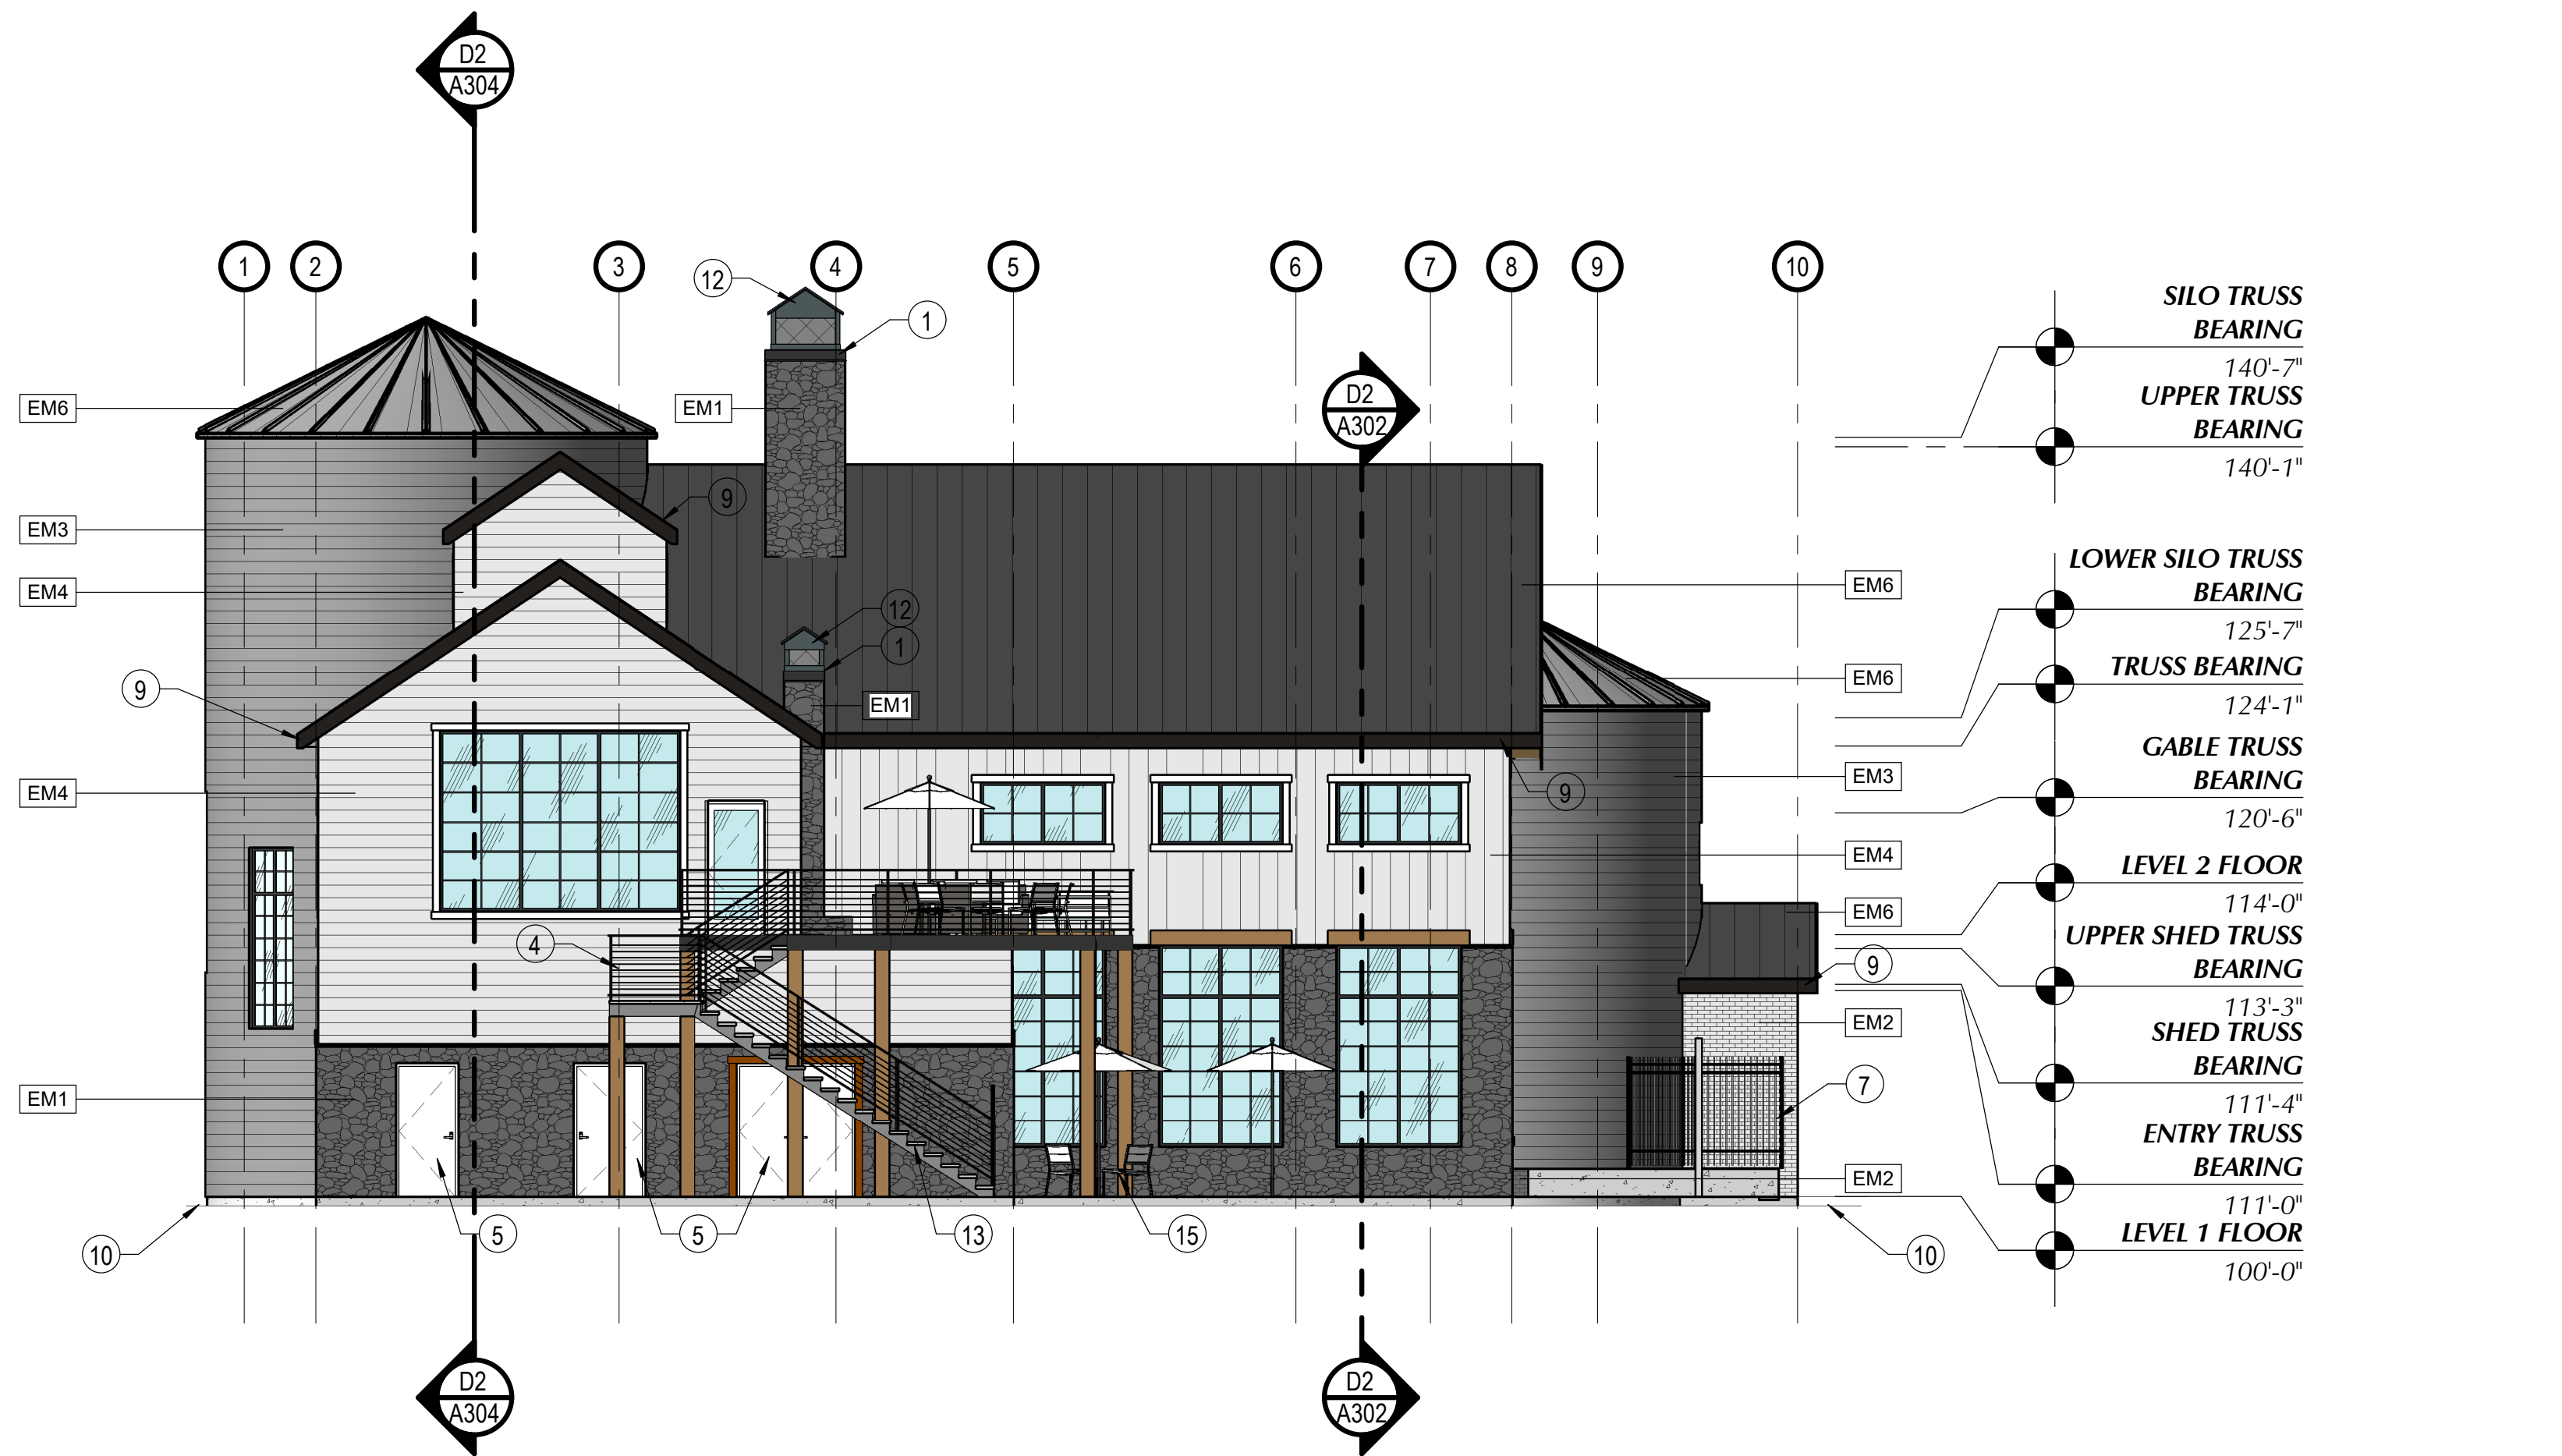 D2
A304
1
2
3
12
4
5
6
7
8
9
10
1
SILO TRUSS
BEARING
140'-7"
UPPER TRUSS
BEARING
140'-1"
D2
A302
EM6
EM1
9
EM3
EM4
LOWER SILO TRUSS
BEARING
125'-7"
EM6
12
1
TRUSS BEARING
124'-1"
EM6
9
EM1
GABLE TRUSS
BEARING
120'-6"
EM3
EM4
9
EM4
LEVEL 2 FLOOR
114'-0"
EM6
4
UPPER SHED TRUSS
BEARING
113'-3"
9
EM2
SHED TRUSS
BEARING
111'-4"
EM1
7
ENTRY TRUSS
BEARING
111'-0"
EM2
LEVEL 1 FLOOR
100'-0"
10
5
5
13
15
10
D2
A304
D2
A302